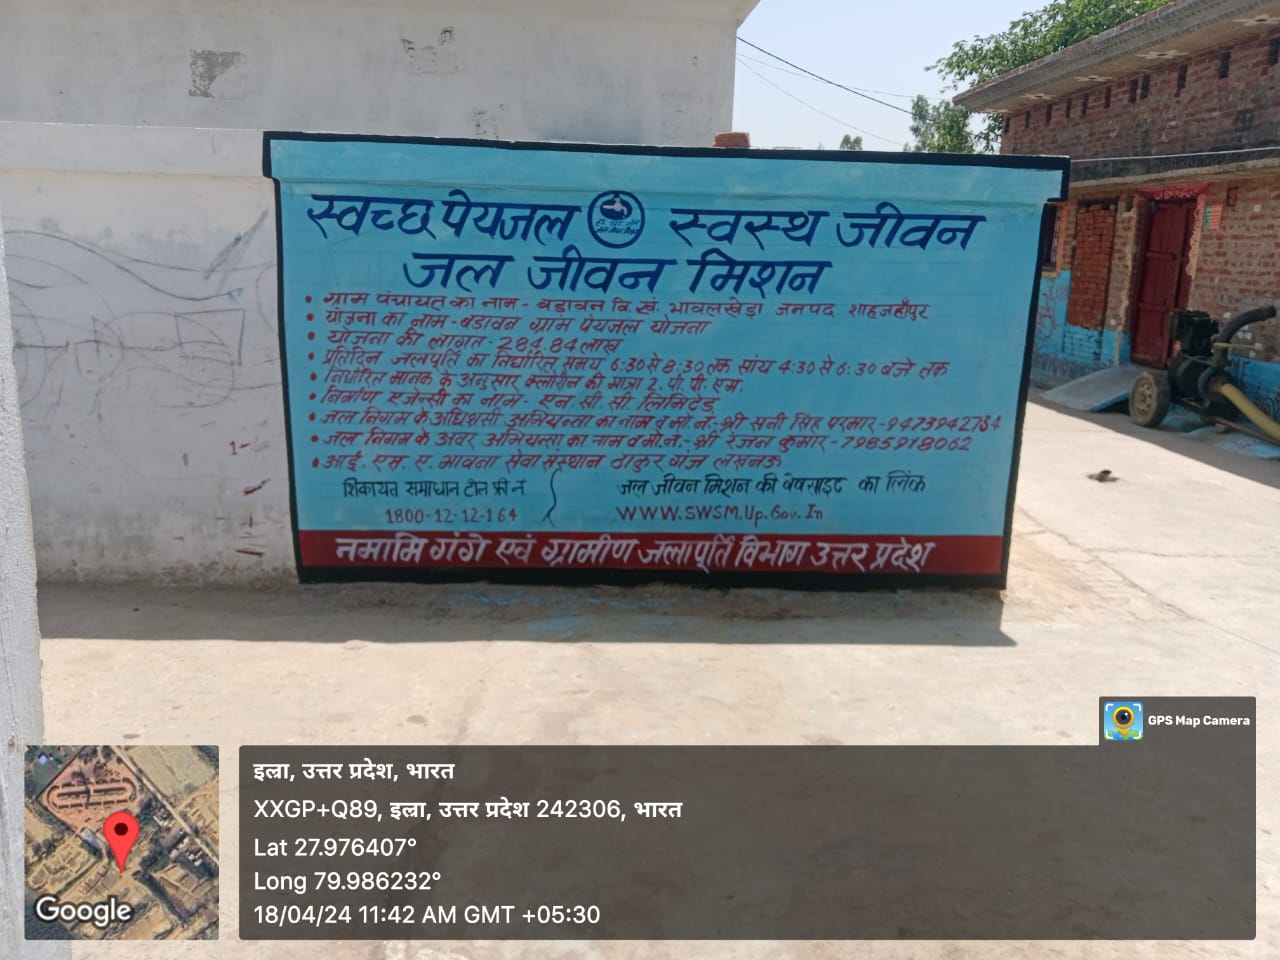 स्वच्छ पेयजल स्वस्थ जीवन
जल जीवन मिशन
• ग्राम पंचायत का नाम - बडावन वि.खं. भावलखेडा जनपद शाहजहाँपुर
• योजना का नाम - बडावन ग्राम पेयजल योजना
• योजना की लागत - 284.84 लाख
• प्रतिदिन जलपूर्ति का निर्धारित समय 6:30 से 8:30 तक सांय 4:30 से 6:30 बजे तक
• निर्धारित मानक के अनुसार क्लोरीन की मात्रा 2. पी. पी. एम.
• निर्माण एजेन्सी का नाम - एन. सी. सी. लिमिटेड
• जल निगम के अधिशसी अभियन्ता का नाम व मो.नं.- श्री सनी सिंह परमार - 9473942734
• जल निगम के अवर अभियन्ता का नाम व मो.नं.- श्री रंजन कुमार - 7985918062
• आई. एस. ए. भावना सेवा संस्थान ठाकुर गंज लखनऊ
शिकायत समाधान टोल फ्री नं
1800-12-12-164
जल जीवन मिशन की वेबसाइट का लिंक
WWW.SWSM.Up.Gov.In
नमामि गंगे एवं ग्रामीण जलापूर्ति विभाग उत्तर प्रदेश
GPS Map Camera
इल्रा, उत्तर प्रदेश, भारत
XXGP+Q89, इल्रा, उत्तर प्रदेश 242306, भारत
Lat 27.976407°
Long 79.986232°
18/04/24 11:42 AM GMT +05:30
Google